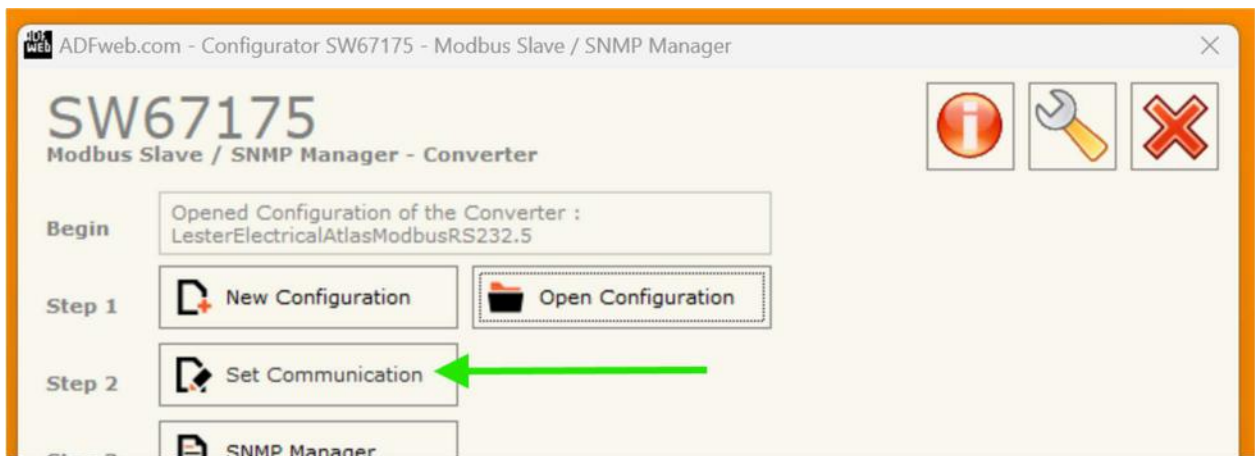 ADFweb.com - Configurator SW67175 - Modbus Slave / SNMP Manager
SW67175
Modbus Slave / SNMP Manager - Converter
Begin
Opened Configuration of the Converter :
LesterElectricalAtlasModbusRS232.5
Step 1
New Configuration
Open Configuration
Step 2
Set Communication
SNMP Manager